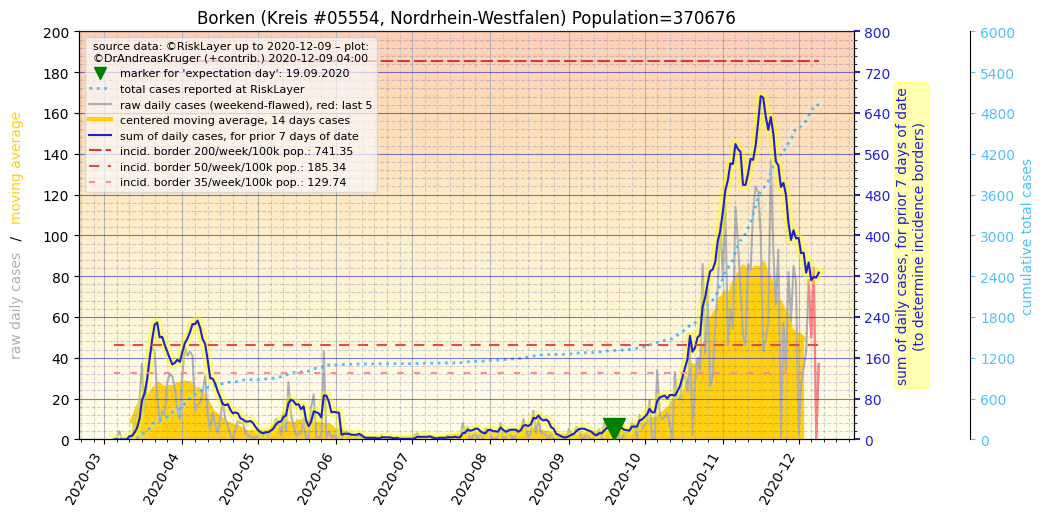 Borken (Kreis #05554, Nordrhein-Westfalen) Population=370676
source data: ©RiskLayer up to 2020-12-09 – plot:
©DrAndreasKruger (+contrib.) 2020-12-09 04:00
marker for 'expectation day': 19.09.2020
total cases reported at RiskLayer
raw daily cases (weekend-flawed), red: last 5
centered moving average, 14 days cases
sum of daily cases, for prior 7 days of date
incid. border 200/week/100k pop.: 741.35
incid. border 50/week/100k pop.: 185.34
incid. border 35/week/100k pop.: 129.74
raw daily cases / moving average
200
180
160
140
120
100
80
60
40
20
0
800
720
640
560
480
400
320
240
160
80
0
sum of daily cases, for prior 7 days of date
(to determine incidence borders)
6000
5400
4800
4200
3600
3000
2400
1800
1200
600
0
cumulative total cases
2020-03
2020-04
2020-05
2020-06
2020-07
2020-08
2020-09
2020-10
2020-11
2020-12